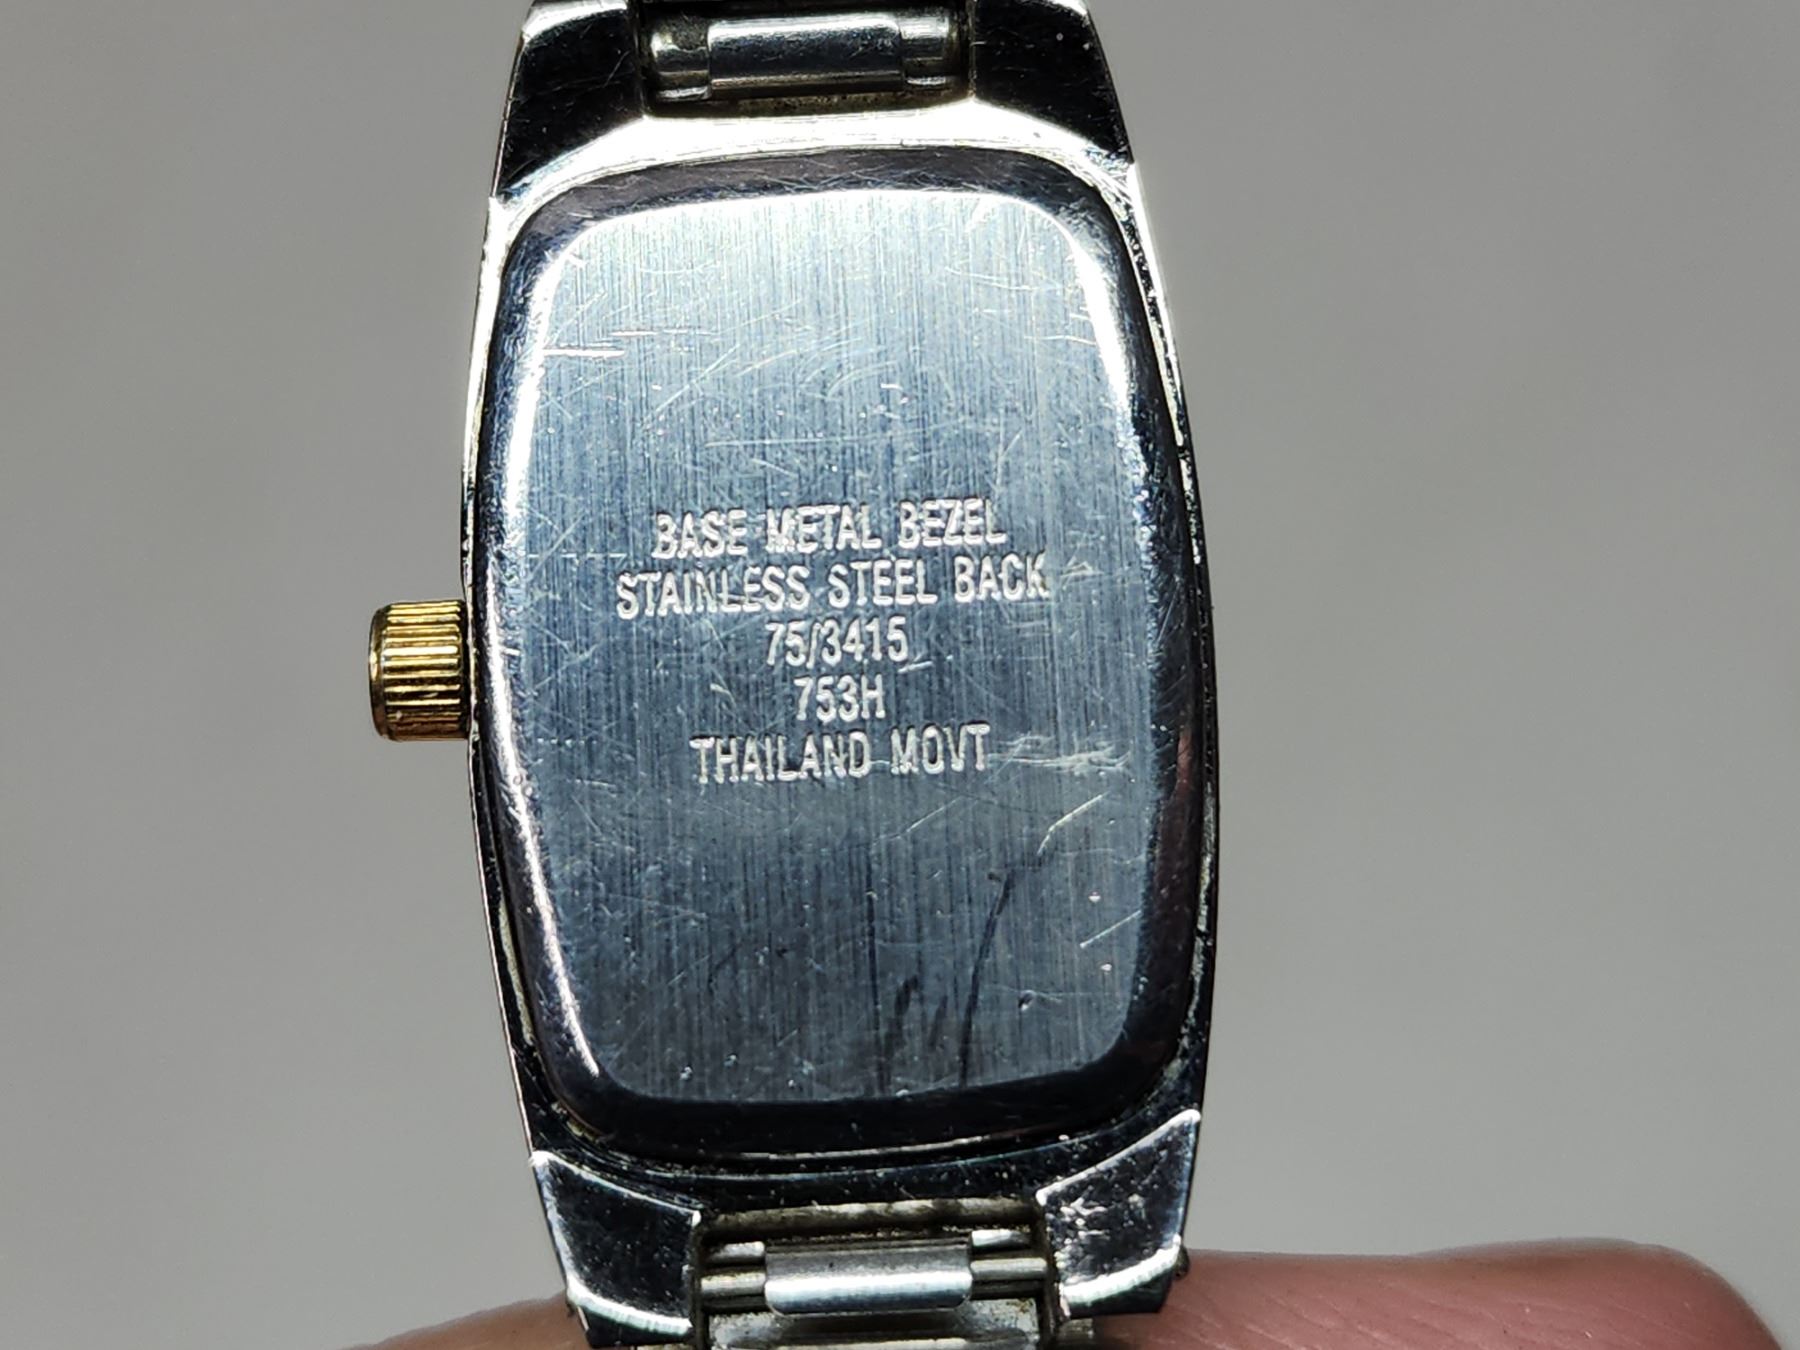 BASE METAL BEZEL
STAINLESS STEEL BACK
75/3415
753H
THAILAND MOVT